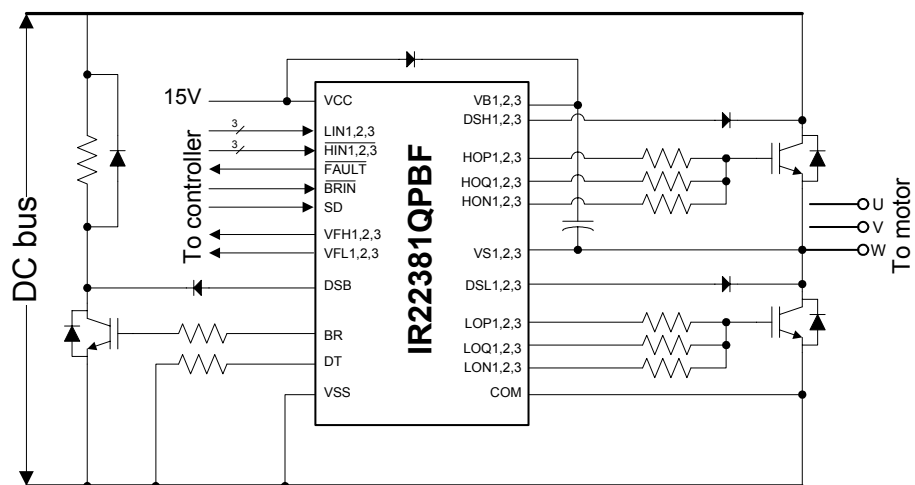 DC bus
15V
To controller
3
3
VCC
LIN1,2,3
HIN1,2,3
FAULT
BRIN
SD
VFH1,2,3
VFL1,2,3
DSB
BR
DT
VSS
IR22381QPBF
VB1,2,3
DSH1,2,3
HOP1,2,3
HOQ1,2,3
HON1,2,3
VS1,2,3
DSL1,2,3
LOP1,2,3
LOQ1,2,3
LON1,2,3
COM
U
V
W
To motor